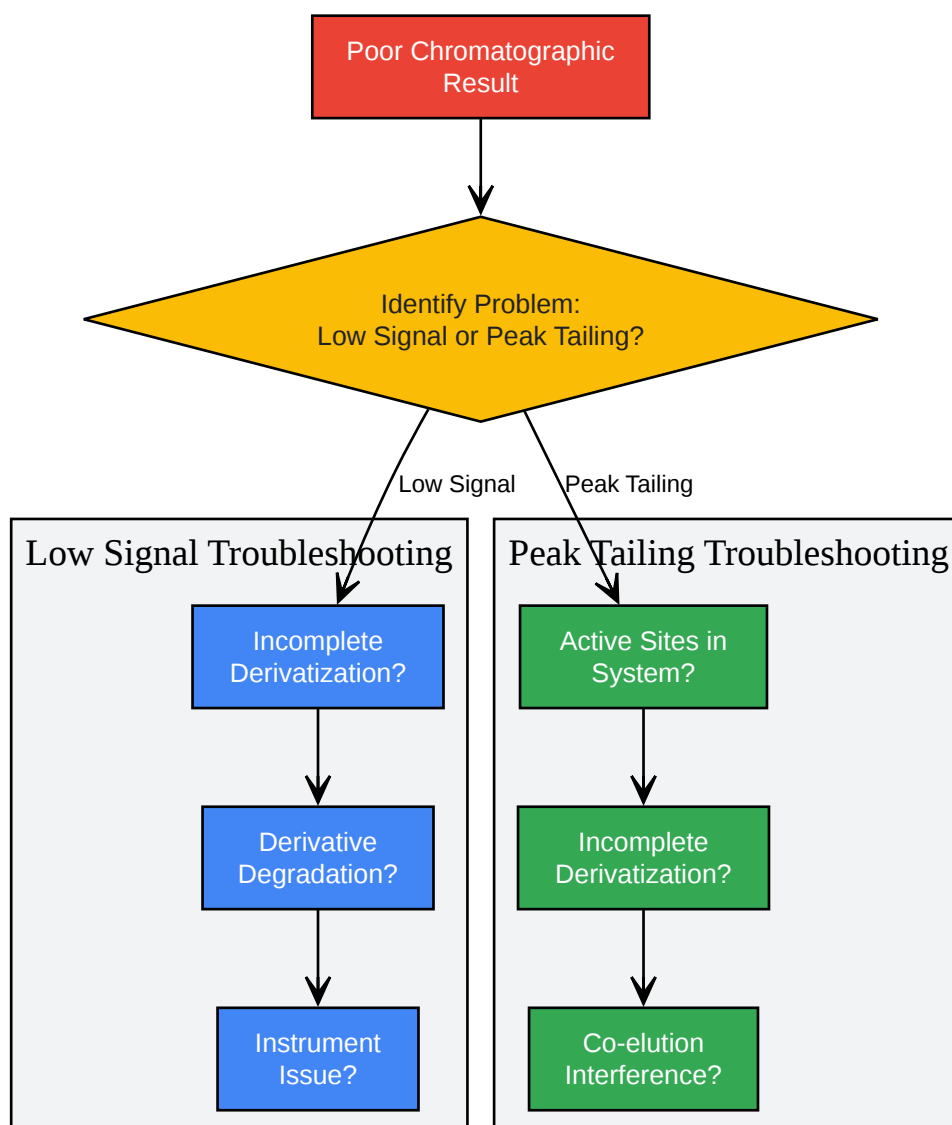 Poor Chromatographic
Result
Identify Problem:
Low Signal or Peak Tailing?
Low Signal
Peak Tailing
Low Signal Troubleshooting
Incomplete
Derivatization?
Derivative
Degradation?
Instrument
Issue?
Peak Tailing Troubleshooting
Active Sites in
System?
Incomplete
Derivatization?
Co-elution
Interference?